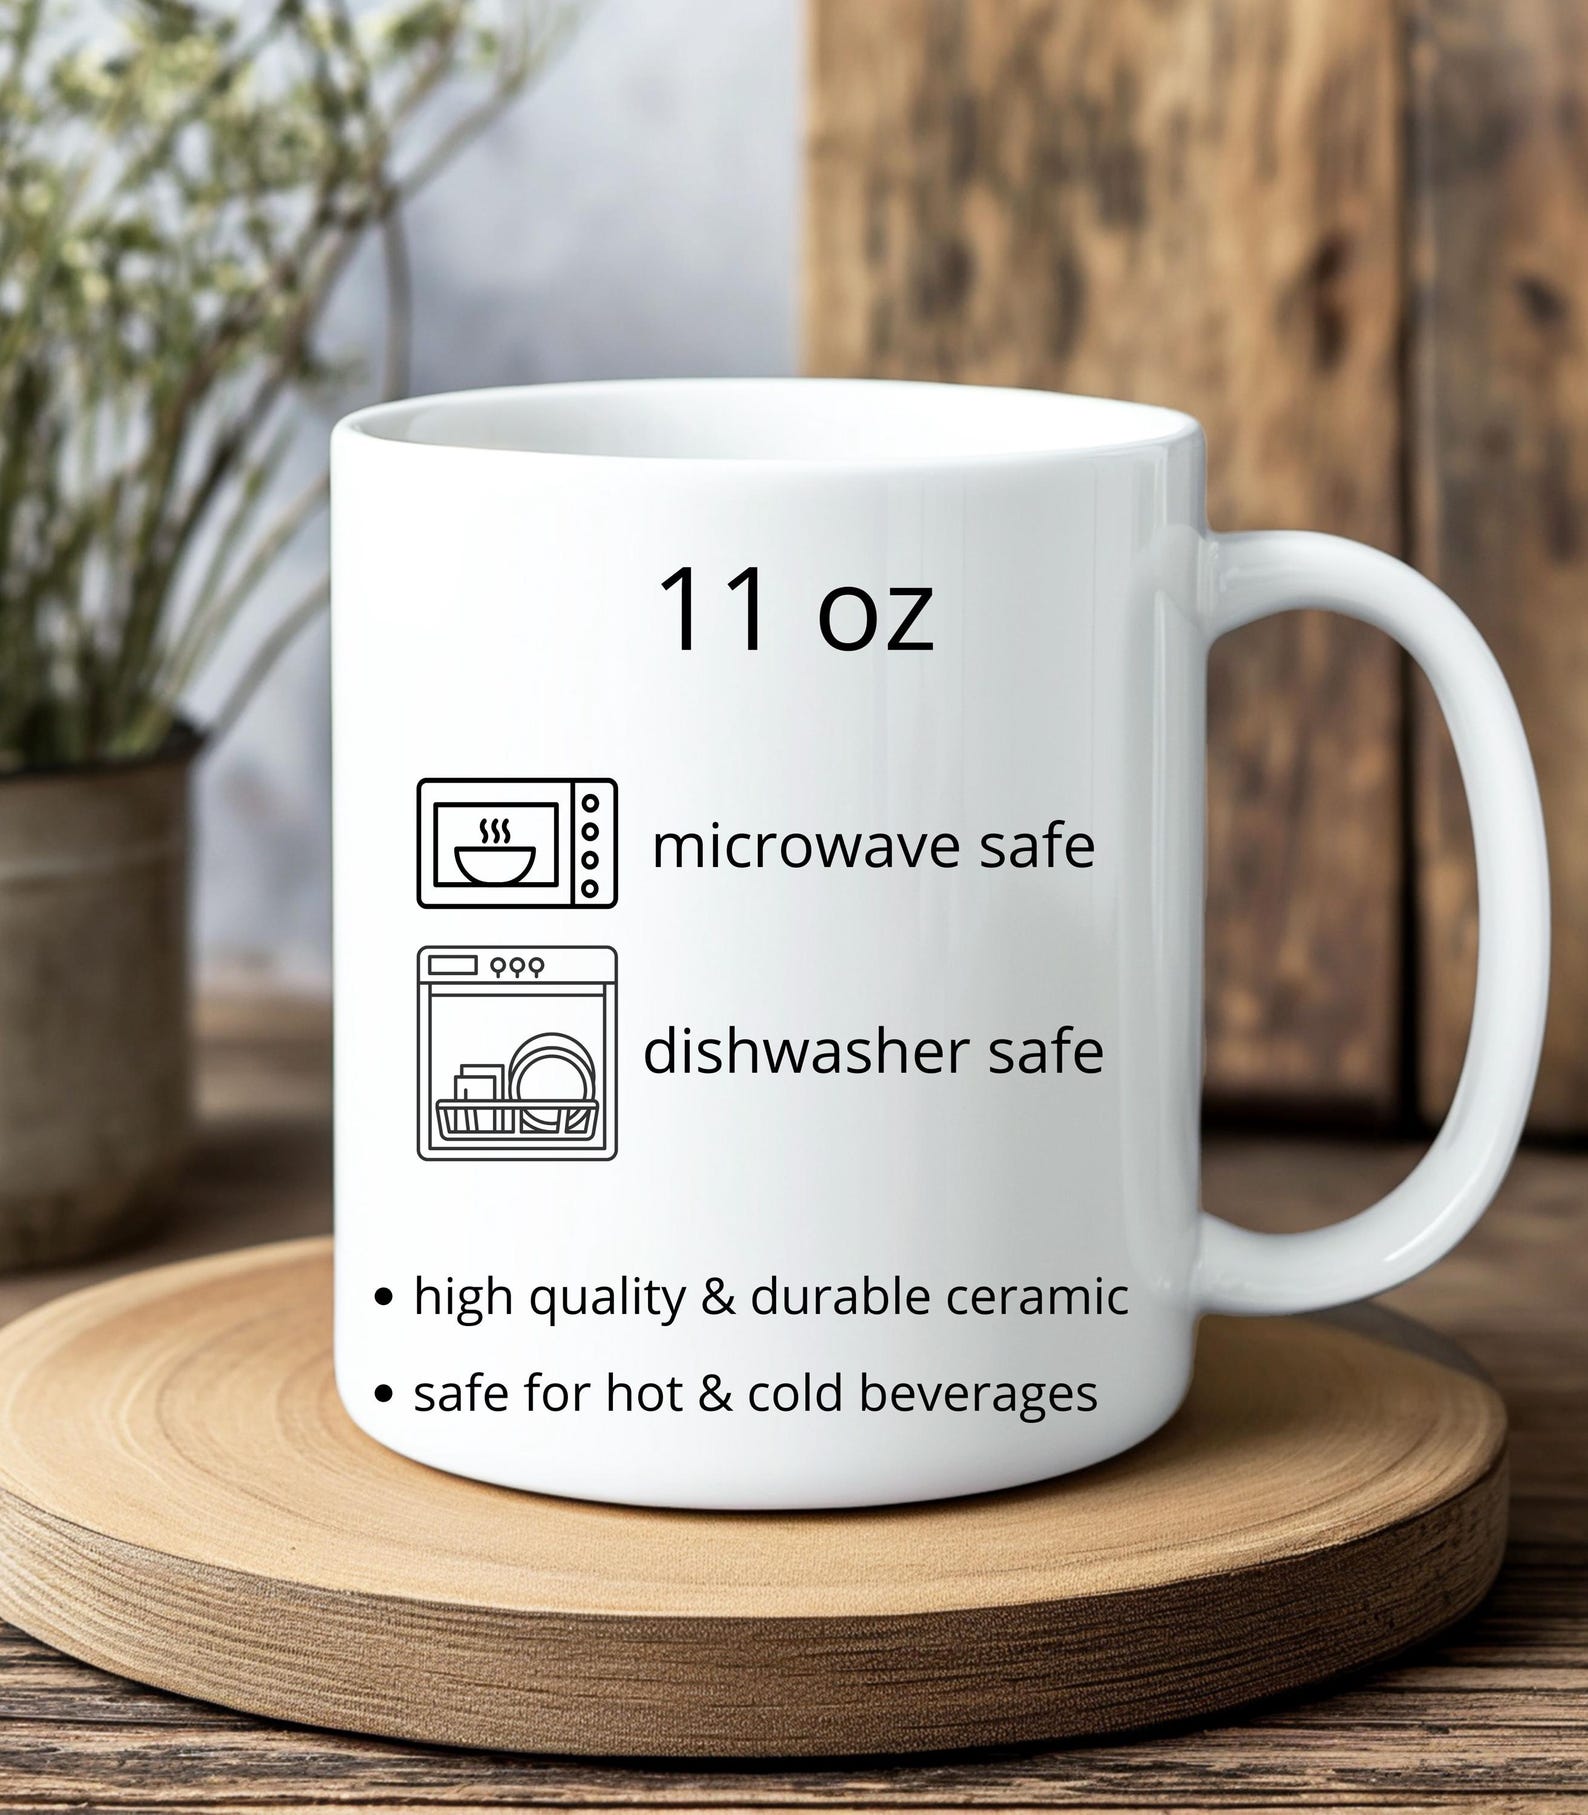 11 oz
microwave safe
dishwasher safe
• high quality & durable ceramic
• safe for hot & cold beverages